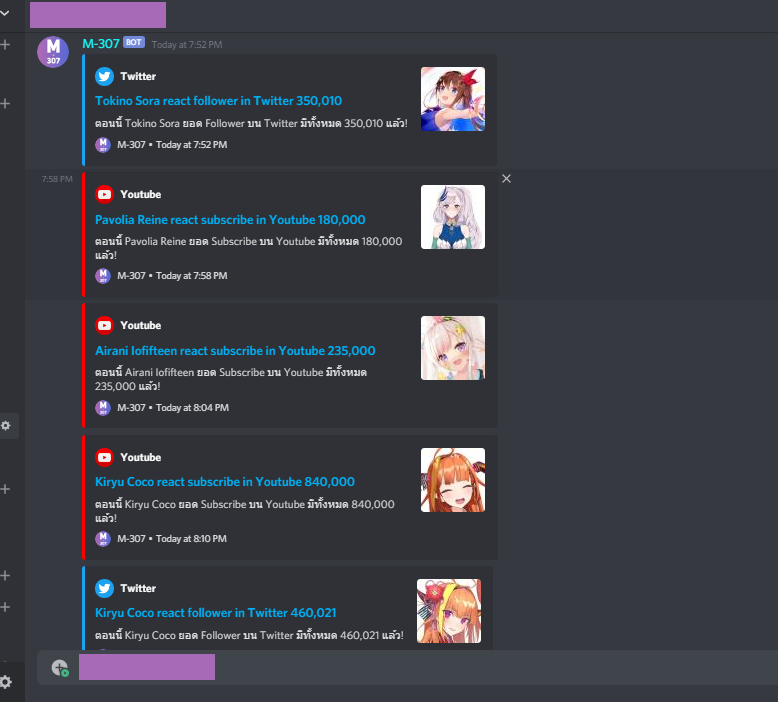 M
307
M-307 BOT Today at 7:52 PM
Twitter
Tokino Sora react follower in Twitter 350,010
ตอนนี้ Tokino Sora ยอด Follower บน Twitter มีทั้งหมด 350,010 แล้ว!
M
307
M-307 • Today at 7:52 PM
7:58 PM
Youtube
Pavolia Reine react subscribe in Youtube 180,000
ตอนนี้ Pavolia Reine ยอด Subscribe บน Youtube มีทั้งหมด 180,000
แล้ว!
M
307
M-307 • Today at 7:58 PM
Youtube
Airani Iofifteen react subscribe in Youtube 235,000
ตอนนี้ Airani Iofifteen ยอด Subscribe บน Youtube มีทั้งหมด
235,000 แล้ว!
M
307
M-307 • Today at 8:04 PM
Youtube
Kiryu Coco react subscribe in Youtube 840,000
ตอนนี้ Kiryu Coco ยอด Subscribe บน Youtube มีทั้งหมด 840,000
แล้ว!
M
307
M-307 • Today at 8:10 PM
Twitter
Kiryu Coco react follower in Twitter 460,021
ตอนนี้ Kiryu Coco ยอด Follower บน Twitter มีทั้งหมด 460,021 แล้ว!